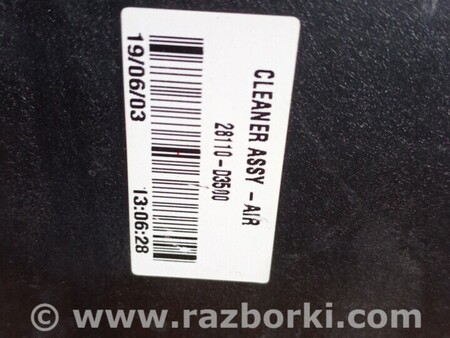 CLEANER ASSY - AIR
28110-D3500
19/06/03 13:06:28
© www.razborki.com